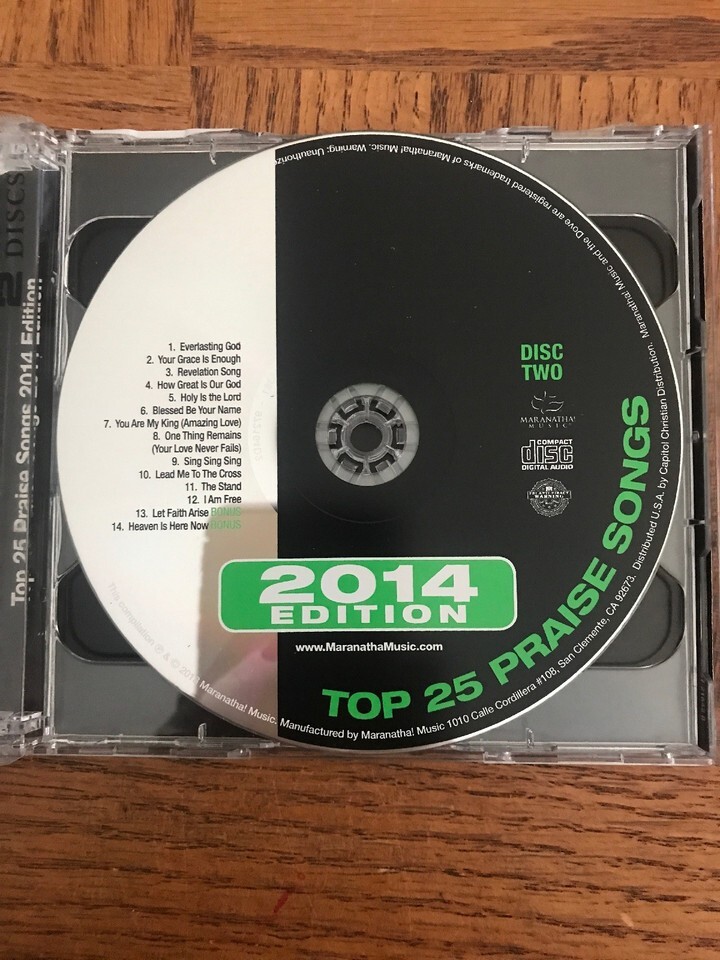 2 DISCS
Top 25 Praise Songs 2014 Edition
1. Everlasting God
2. Your Grace Is Enough
3. Revelation Song
4. How Great Is Our God
5. Holy Is the Lord
6. Blessed Be Your Name
7. You Are My King (Amazing Love)
8. One Thing Remains
(Your Love Never Fails)
9. Sing Sing Sing
10. Lead Me To The Cross
11. The Stand
12. I Am Free
13. Let Faith Arise BONUS
14. Heaven is Here Now BONUS
DISC
TWO
MARANATHA!
MUSIC
COMPACT
disc
DIGITAL AUDIO
2014
EDITION
www.MaranathaMusic.com
TOP 25 PRAISE SONGS
This compilation ℗ & © Maranatha! Music. Manufactured by Maranatha! Music 1010 Calle Cordillera #108, San Clemente, CA 92673. Distributed U.S.A. by Capitol Christian Distribution. Maranatha! Music and the Dove are registered trademarks of Maranatha! Music. Warning: Unauthorize